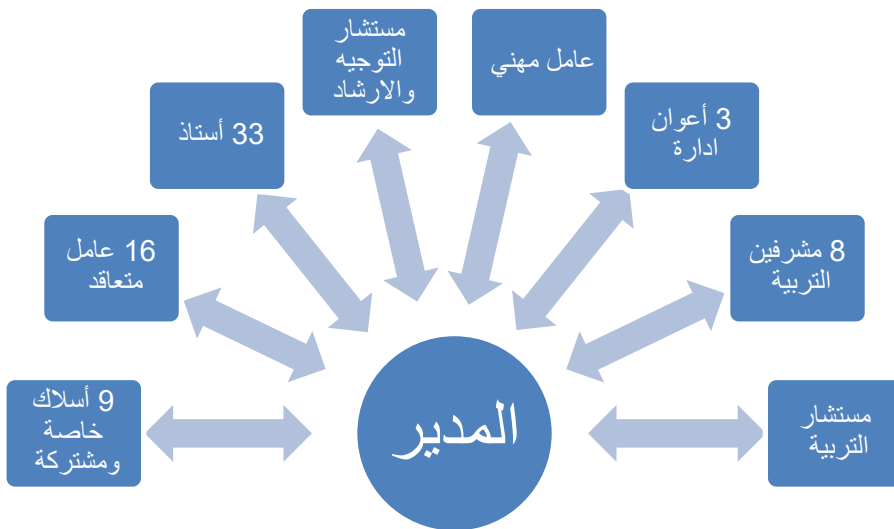 مستشار
التوجيه
والارشاد
عامل مهني
3 أعوان
ادارة
33 أستاذ
8 مشرفين
التربية
16 عامل
متعاقد
مستشار
التربية
9 أسلاك
خاصة
ومشتركة
المدير